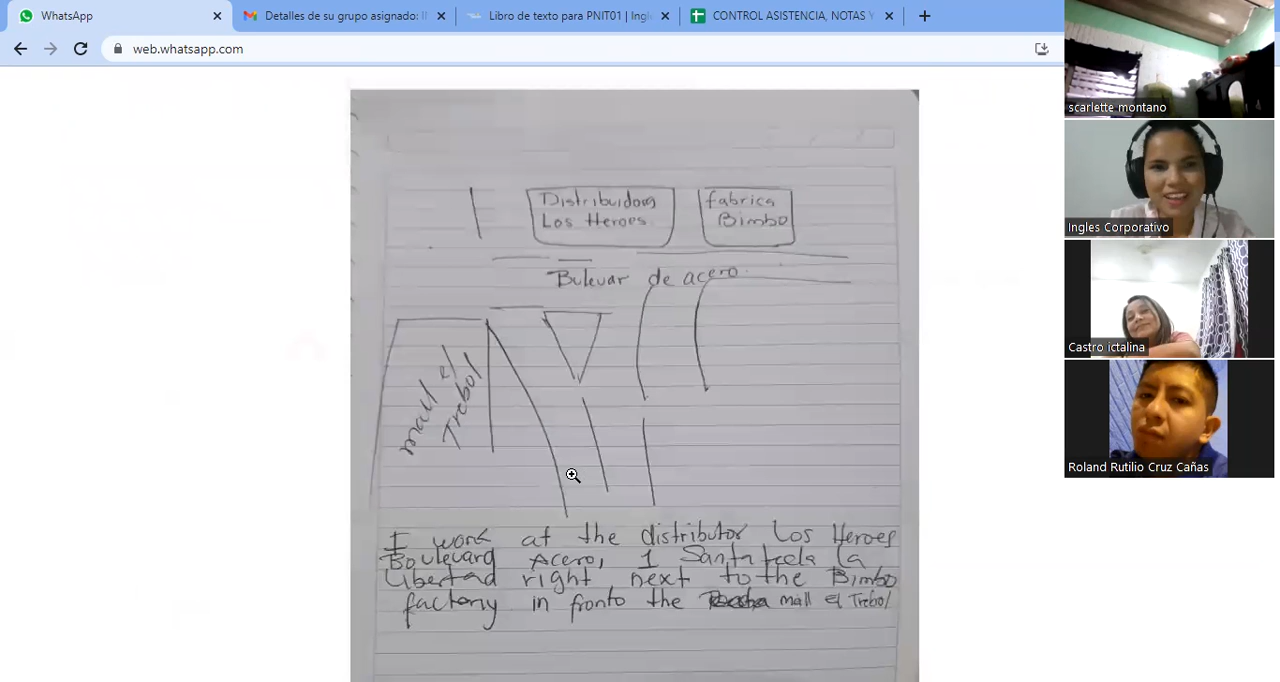 WhatsApp
Detalles de su grupo asignado: I
Libro de texto para PNIT01 | Ingl
CONTROL ASISTENCIA, NOTAS Y
web.whatsapp.com
Distribuidora
Los Heroes
fabrica
Bimbo
Bulevar de acero.
mall el
Trebol
I work at the distributor Los Heroes
Boulevard Acero, 1 Santa tecla La
Libertad right next to the Bimbo
factory in fronto the mall el Trebol
scarlette montano
Ingles Corporativo
Castro ictalina
Roland Rutilio Cruz Cañas